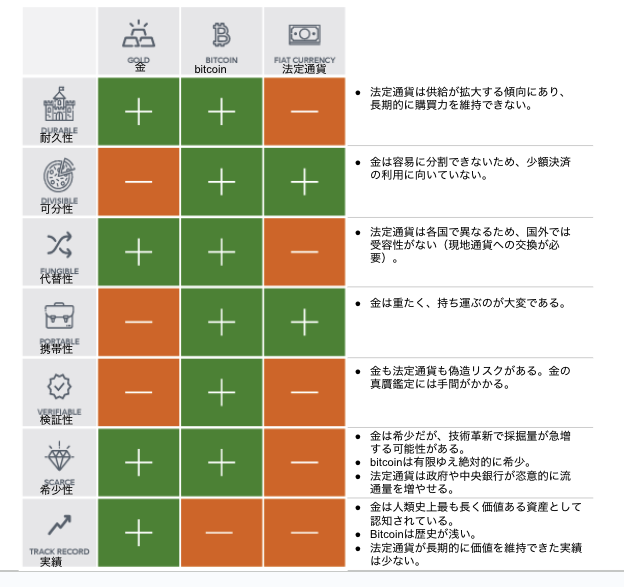 GOLD
金
BITCOIN
bitcoin
FIAT CURRENCY
法定通貨
DURABLE
耐久性
● 法定通貨は供給が拡大する傾向にあり、
長期的に購買力を維持できない。
DIVISIBLE
可分性
● 金は容易に分割できないため、少額決済
の利用に向いていない。
FUNGIBLE
代替性
● 法定通貨は各国で異なるため、国外では
受容性がない（現地通貨への交換が必
要）。
PORTABLE
携帯性
● 金は重たく、持ち運ぶのが大変である。
VERIFIABLE
検証性
● 金も法定通貨も偽造リスクがある。金の
真贋鑑定には手間がかかる。
SCARCE
希少性
● 金は希少だが、技術革新で採掘量が急増
する可能性がある。
● bitcoinは有限ゆえ絶対的に希少。
● 法定通貨は政府や中央銀行が恣意的に流
通量を増やせる。
TRACK RECORD
実績
● 金は人類史上最も長く価値ある資産として
認知されている。
● Bitcoinは歴史が浅い。
● 法定通貨が長期的に価値を維持できた実績
は少ない。